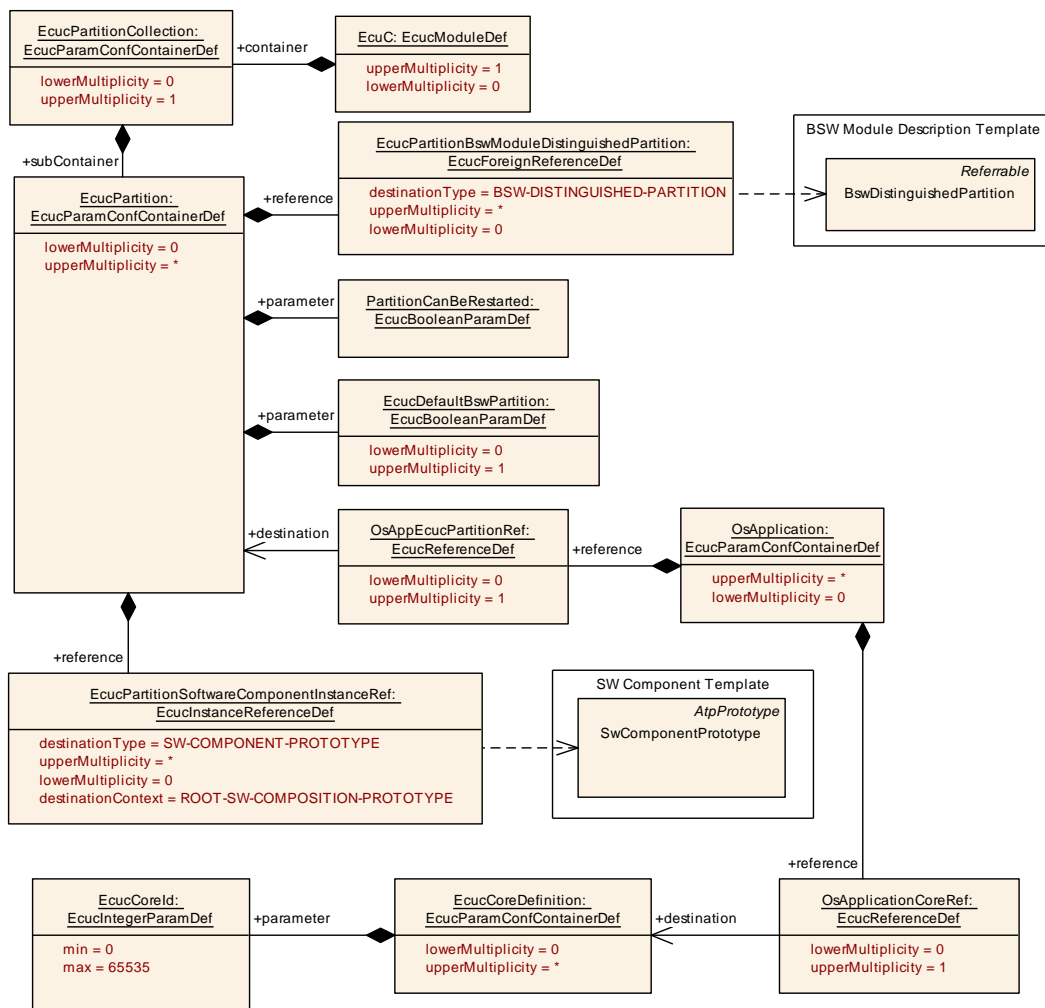 EcucPartitionCollection:
EcucParamConfContainerDef
lowerMultiplicity = 0
upperMultiplicity = 1
+container
EcuC: EcucModuleDef
upperMultiplicity = 1
lowerMultiplicity = 0
+subContainer
EcucPartition:
EcucParamConfContainerDef
lowerMultiplicity = 0
upperMultiplicity = *
+reference
EcucPartitionBswModuleDistinguishedPartition:
EcucForeignReferenceDef
destinationType = BSW-DISTINGUISHED-PARTITION
upperMultiplicity = *
lowerMultiplicity = 0
BSW Module Description Template
Referrable
BswDistinguishedPartition
+parameter
PartitionCanBeRestarted:
EcucBooleanParamDef
+parameter
EcucDefaultBswPartition:
EcucBooleanParamDef
lowerMultiplicity = 0
upperMultiplicity = 1
+destination
OsAppEcucPartitionRef:
EcucReferenceDef
lowerMultiplicity = 0
upperMultiplicity = 1
+reference
OsApplication:
EcucParamConfContainerDef
upperMultiplicity = *
lowerMultiplicity = 0
+reference
EcucPartitionSoftwareComponentInstanceRef:
EcucInstanceReferenceDef
destinationType = SW-COMPONENT-PROTOTYPE
upperMultiplicity = *
lowerMultiplicity = 0
destinationContext = ROOT-SW-COMPOSITION-PROTOTYPE
SW Component Template
AtpPrototype
SwComponentPrototype
+reference
EcucCoreId:
EcucIntegerParamDef
min = 0
max = 65535
+parameter
EcucCoreDefinition:
EcucParamConfContainerDef
lowerMultiplicity = 0
upperMultiplicity = *
+destination
OsApplicationCoreRef:
EcucReferenceDef
lowerMultiplicity = 0
upperMultiplicity = 1